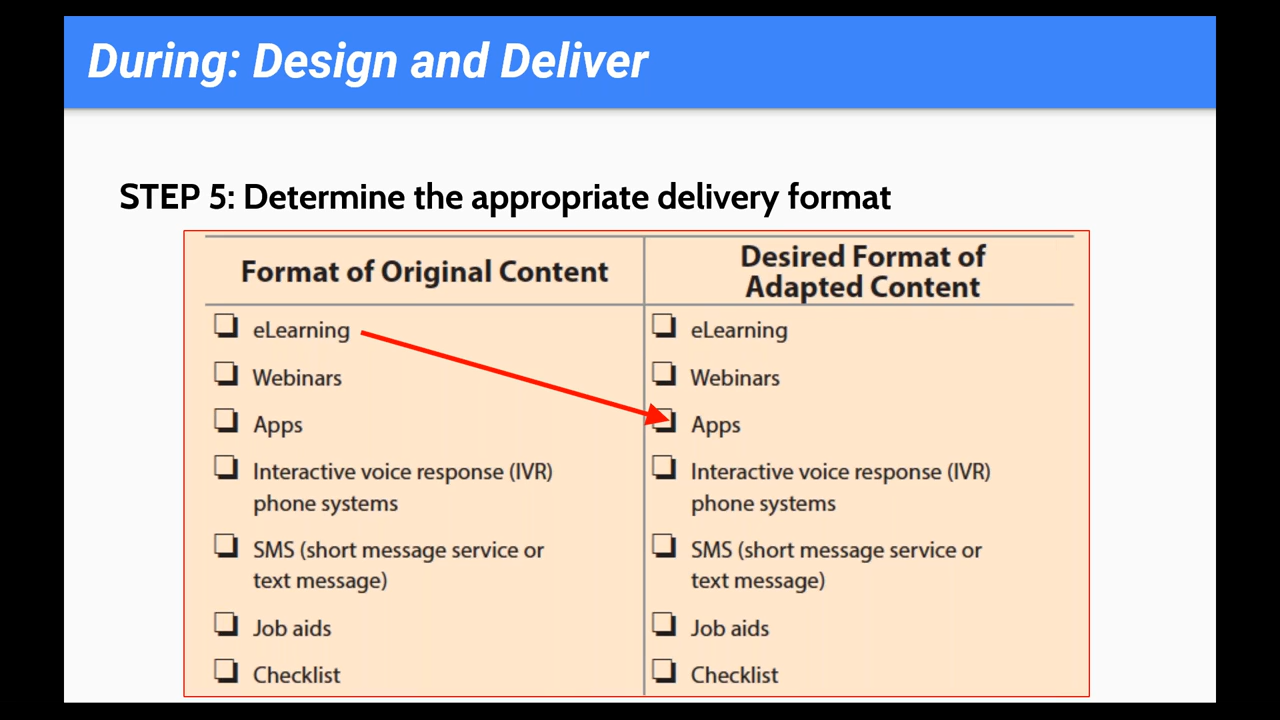 During: Design and Deliver
STEP 5: Determine the appropriate delivery format
Format of Original Content
Desired Format of
Adapted Content
eLearning
Webinars
Apps
Interactive voice response (IVR)
phone systems
SMS (short message service or
text message)
Job aids
Checklist
eLearning
Webinars
Apps
Interactive voice response (IVR)
phone systems
SMS (short message service or
text message)
Job aids
Checklist